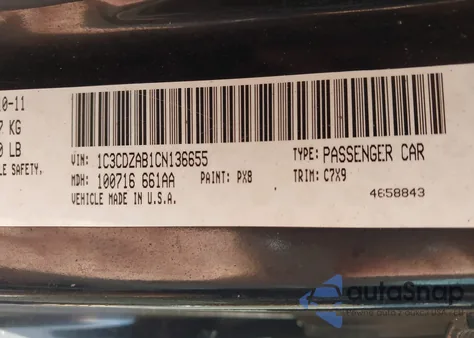 10-11
7 KG
0 LB
LE SAFETY,
VIN: 1C3CDZAB1CN136655 TYPE: PASSENGER CAR
MDH: 100716 661AA PAINT: PX8 TRIM: C7X9
VEHICLE MADE IN U.S.A. 4658843
autoSnap